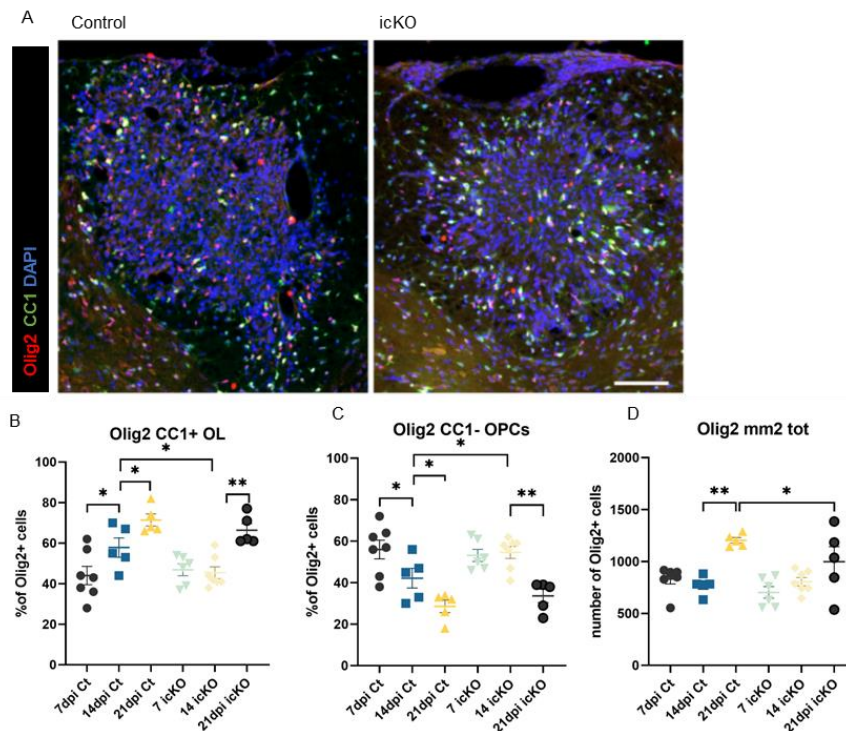 A
Control
icKO
Olig2 CC1 DAPI
B
Olig2 CC1+ OL
%of Olig2+ cells
100
80
60
40
20
0
*
*
*
**
7dpi Ct
14dpi Ct
21dpi Ct
7 icKO
14 icKO
21dpi icKO
C
Olig2 CC1- OPCs
%of Olig2+ cells
100
80
60
40
20
0
*
*
*
**
7dpi Ct
14dpi Ct
21dpi Ct
7 icKO
14 icKO
21dpi icKO
D
Olig2 mm2 tot
number of Olig2+ cells
2000
1500
1000
500
0
**
*
7dpi Ct
14dpi Ct
21dpi Ct
7 icKO
14 icKO
21dpi icKO